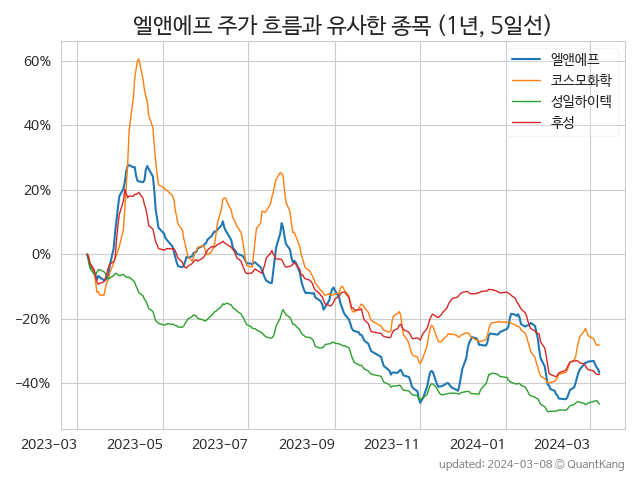 엘앤에프 주가 흐름과 유사한 종목 (1년, 5일선)
엘앤에프
코스모화학
성일하이텍
후성
60%
40%
20%
0%
−20%
−40%
2023-03 2023-05 2023-07 2023-09 2023-11 2024-01 2024-03
updated: 2024-03-08 © QuantKang